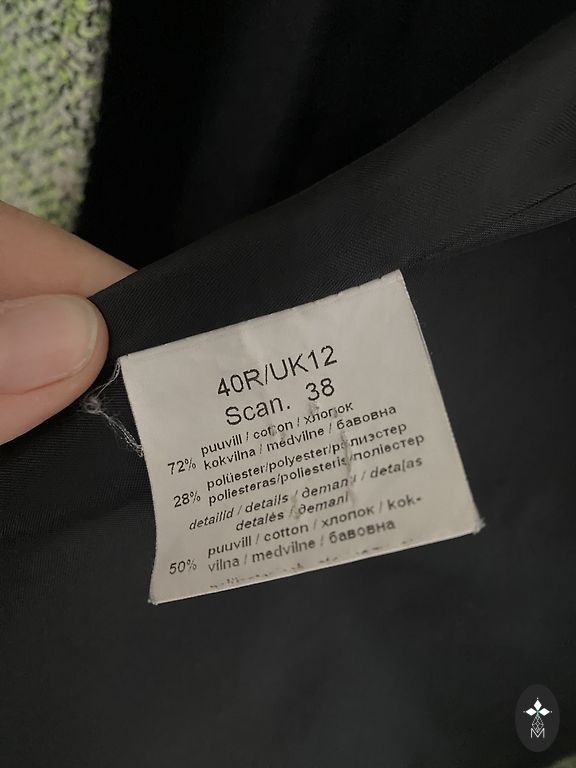 40R/UK12
Scan. 38
72% puuvill / cotton / хлопок
kokvilna / medvilne / бавовна
28% polüester/polyester/полиэстер
poliesteras/poliesteris/поліестер
detailid / details / детали / detaļas
detalės / деталі
50% puuvill / cotton / хлопок / kok-
vilna / medvilne / бавовна
M